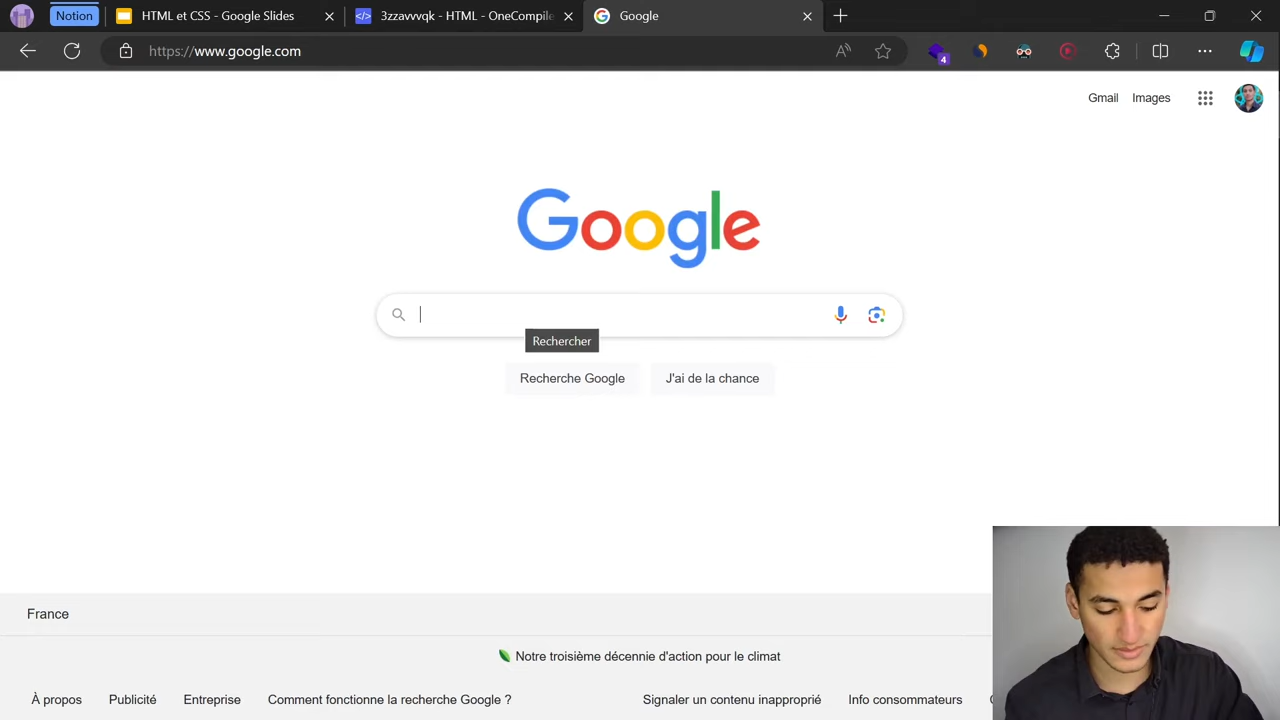 Notion
HTML et CSS - Google Slides
3zzavvvqk - HTML - OneCompile
Google
https://www.google.com
4
Gmail
Images
Google
Rechercher
Recherche Google
J'ai de la chance
France
Notre troisième décennie d'action pour le climat
À propos
Publicité
Entreprise
Comment fonctionne la recherche Google ?
Signaler un contenu inapproprié
Info consommateurs